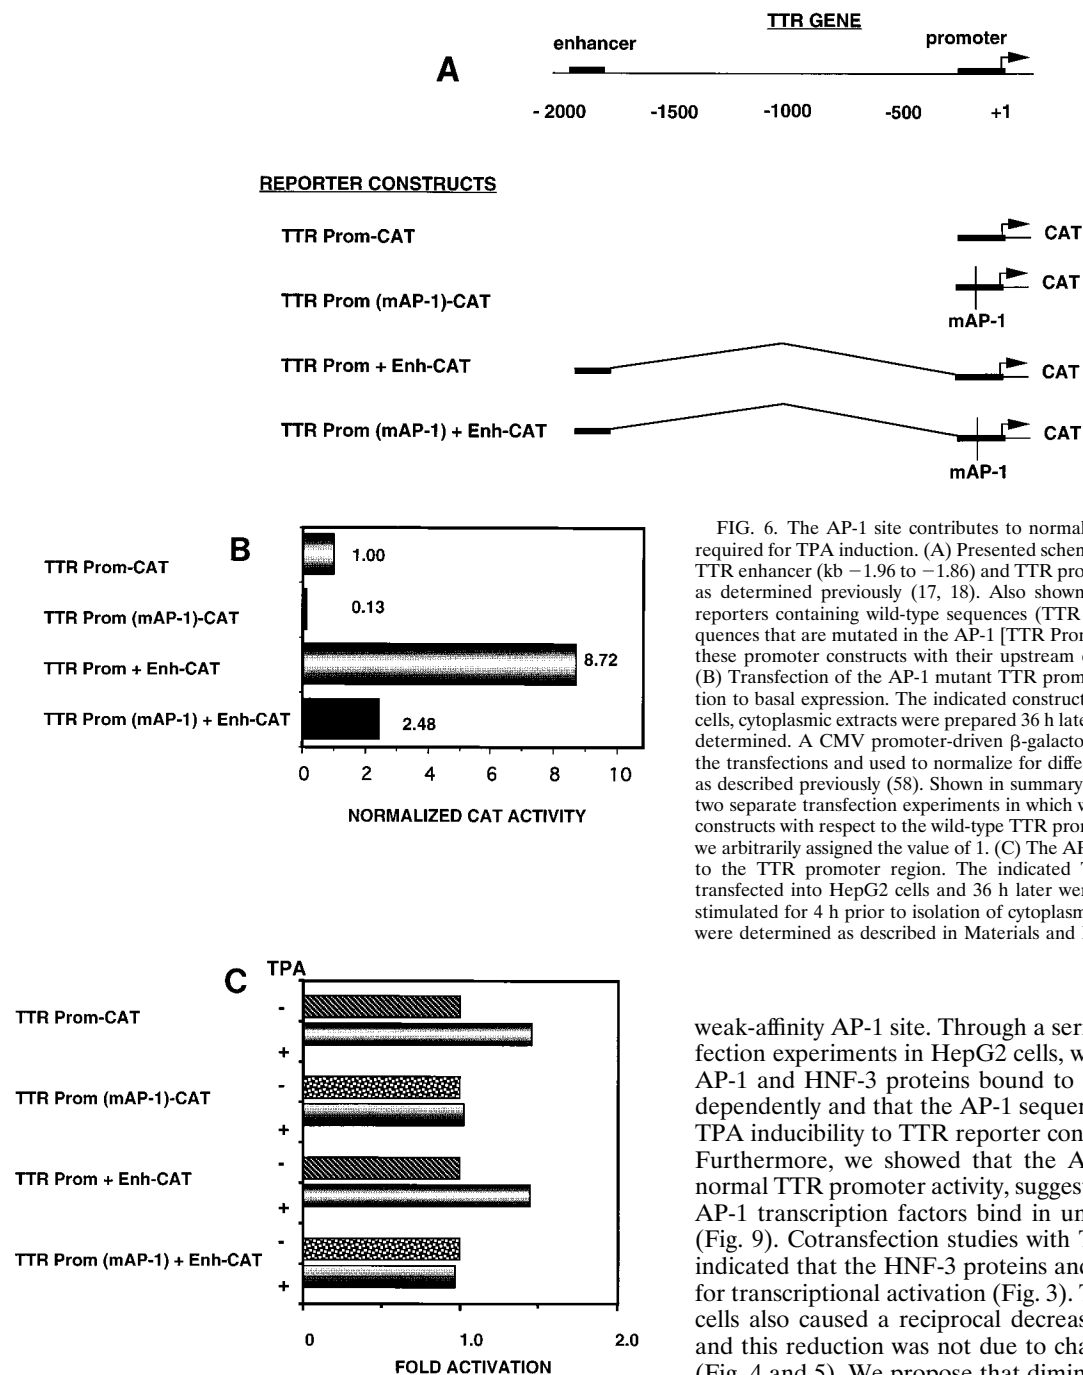 TTR GENE
enhancer
promoter
A
- 2000 -1500 -1000 -500 +1
REPORTER CONSTRUCTS
TTR Prom-CAT
CAT
TTR Prom (mAP-1)-CAT
CAT
mAP-1
TTR Prom + Enh-CAT
CAT
TTR Prom (mAP-1) + Enh-CAT
CAT
mAP-1
B
TTR Prom-CAT
1.00
TTR Prom (mAP-1)-CAT
0.13
TTR Prom + Enh-CAT
8.72
TTR Prom (mAP-1) + Enh-CAT
2.48
0 2 4 6 8 10
NORMALIZED CAT ACTIVITY
FIG. 6. The AP-1 site contributes to normal
required for TPA induction. (A) Presented schem
TTR enhancer (kb −1.96 to −1.86) and TTR pro
as determined previously (17, 18). Also shown
reporters containing wild-type sequences (TTR
quences that are mutated in the AP-1 [TTR Prom
these promoter constructs with their upstream
(B) Transfection of the AP-1 mutant TTR prom
tion to basal expression. The indicated construct
cells, cytoplasmic extracts were prepared 36 h late
determined. A CMV promoter-driven β-galacto
the transfections and used to normalize for diffe
as described previously (58). Shown in summary
two separate transfection experiments in which w
constructs with respect to the wild-type TTR prom
we arbitrarily assigned the value of 1. (C) The AP
to the TTR promoter region. The indicated T
transfected into HepG2 cells and 36 h later were
stimulated for 4 h prior to isolation of cytoplasm
were determined as described in Materials and
C
TPA
TTR Prom-CAT
-
+
TTR Prom (mAP-1)-CAT
-
+
TTR Prom + Enh-CAT
-
+
TTR Prom (mAP-1) + Enh-CAT
-
+
0 1.0 2.0
FOLD ACTIVATION
weak-affinity AP-1 site. Through a seri
fection experiments in HepG2 cells, w
AP-1 and HNF-3 proteins bound to
dependently and that the AP-1 sequen
TPA inducibility to TTR reporter con
Furthermore, we showed that the A
normal TTR promoter activity, suggest
AP-1 transcription factors bind in un
(Fig. 9). Cotransfection studies with T
indicated that the HNF-3 proteins and
for transcriptional activation (Fig. 3). T
cells also caused a reciprocal decreas
and this reduction was not due to cha
(Fig. 4 and 5). We propose that dimin